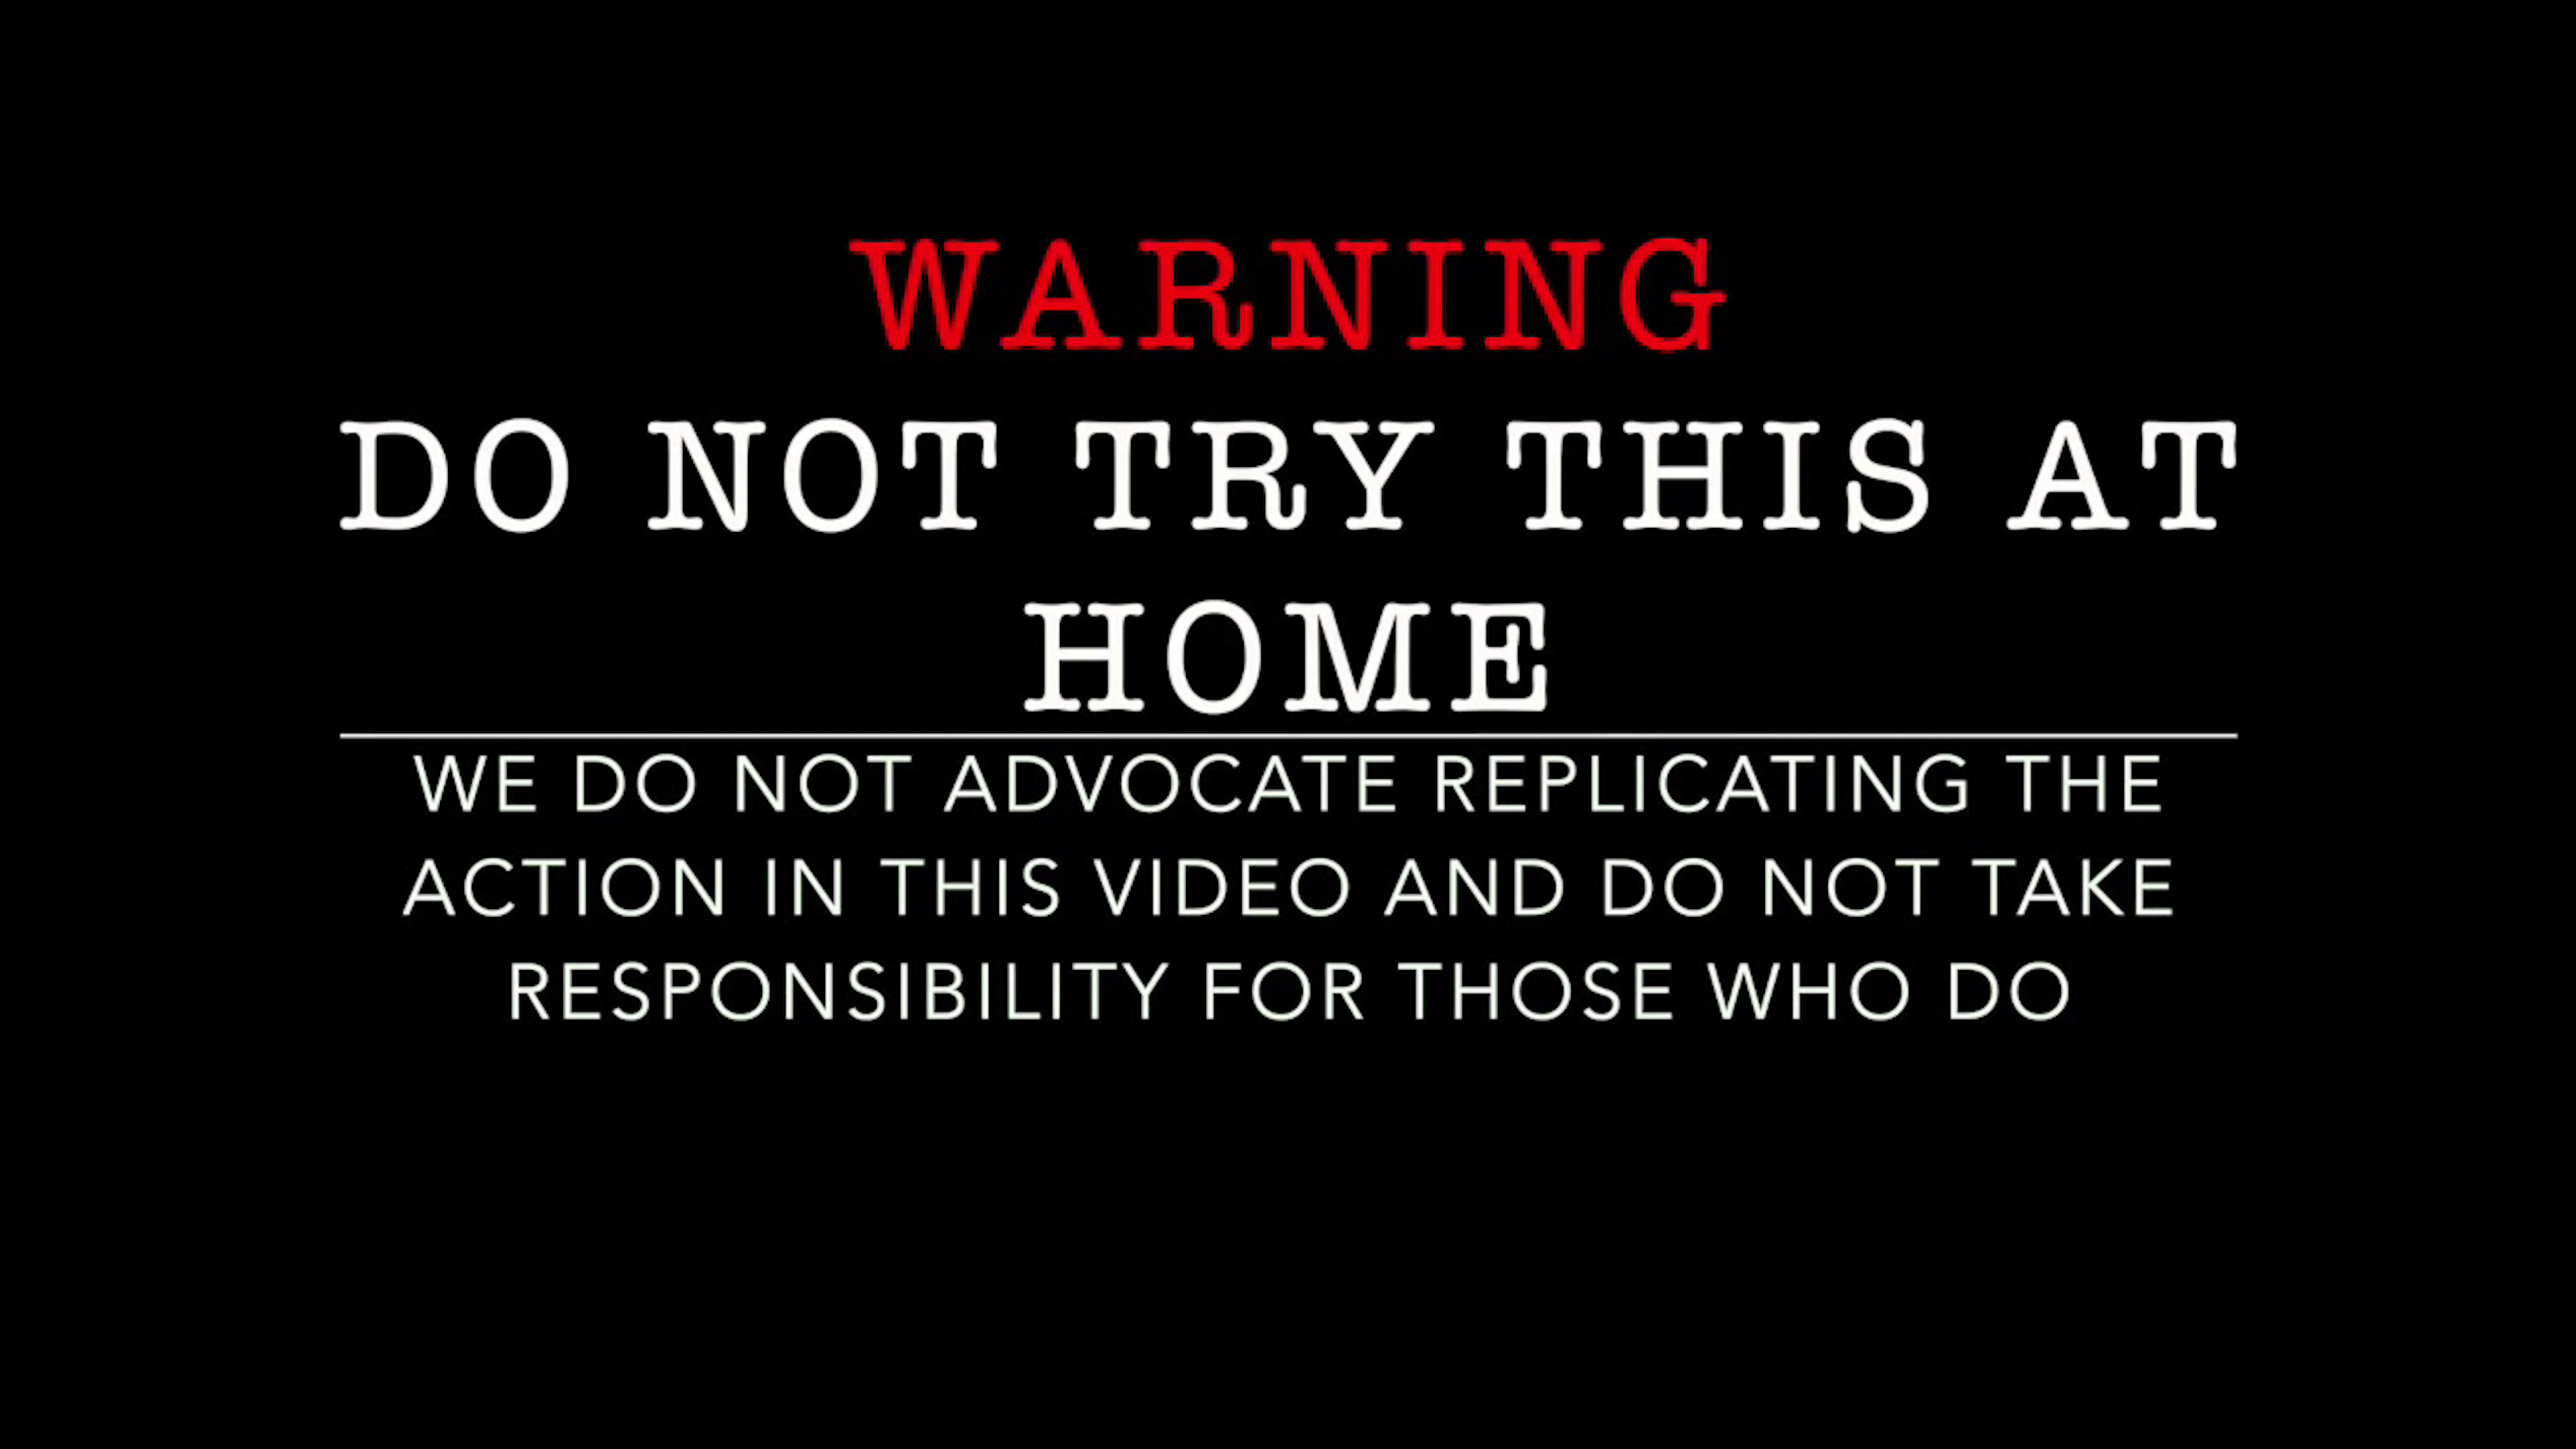 WARNING
DO NOT TRY THIS AT
HOME
WE DO NOT ADVOCATE REPLICATING THE
ACTION IN THIS VIDEO AND DO NOT TAKE
RESPONSIBILITY FOR THOSE WHO DO